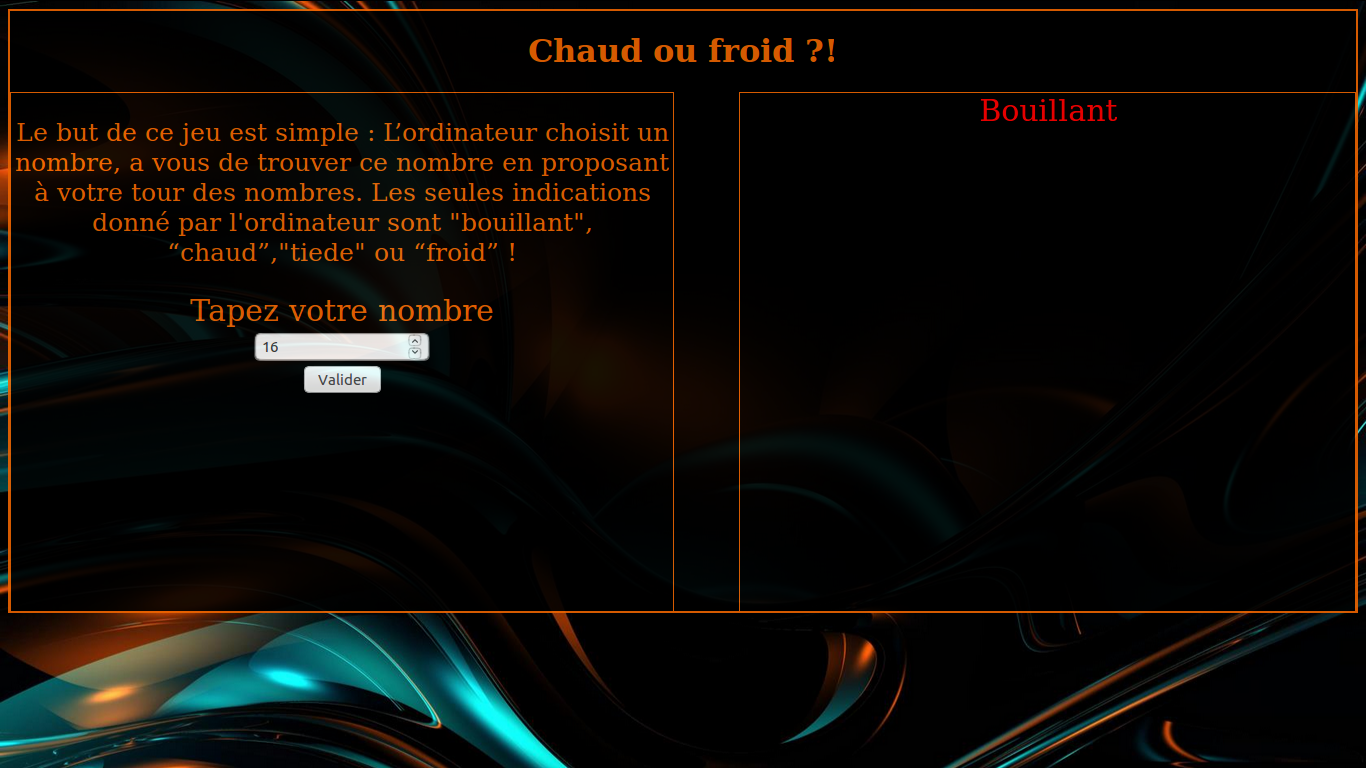 Chaud ou froid ?!
Le but de ce jeu est simple : L’ordinateur choisit un
nombre, a vous de trouver ce nombre en proposant
à votre tour des nombres. Les seules indications
donné par l'ordinateur sont "bouillant",
“chaud”,"tiede" ou “froid” !
Tapez votre nombre
16
Valider
Bouillant